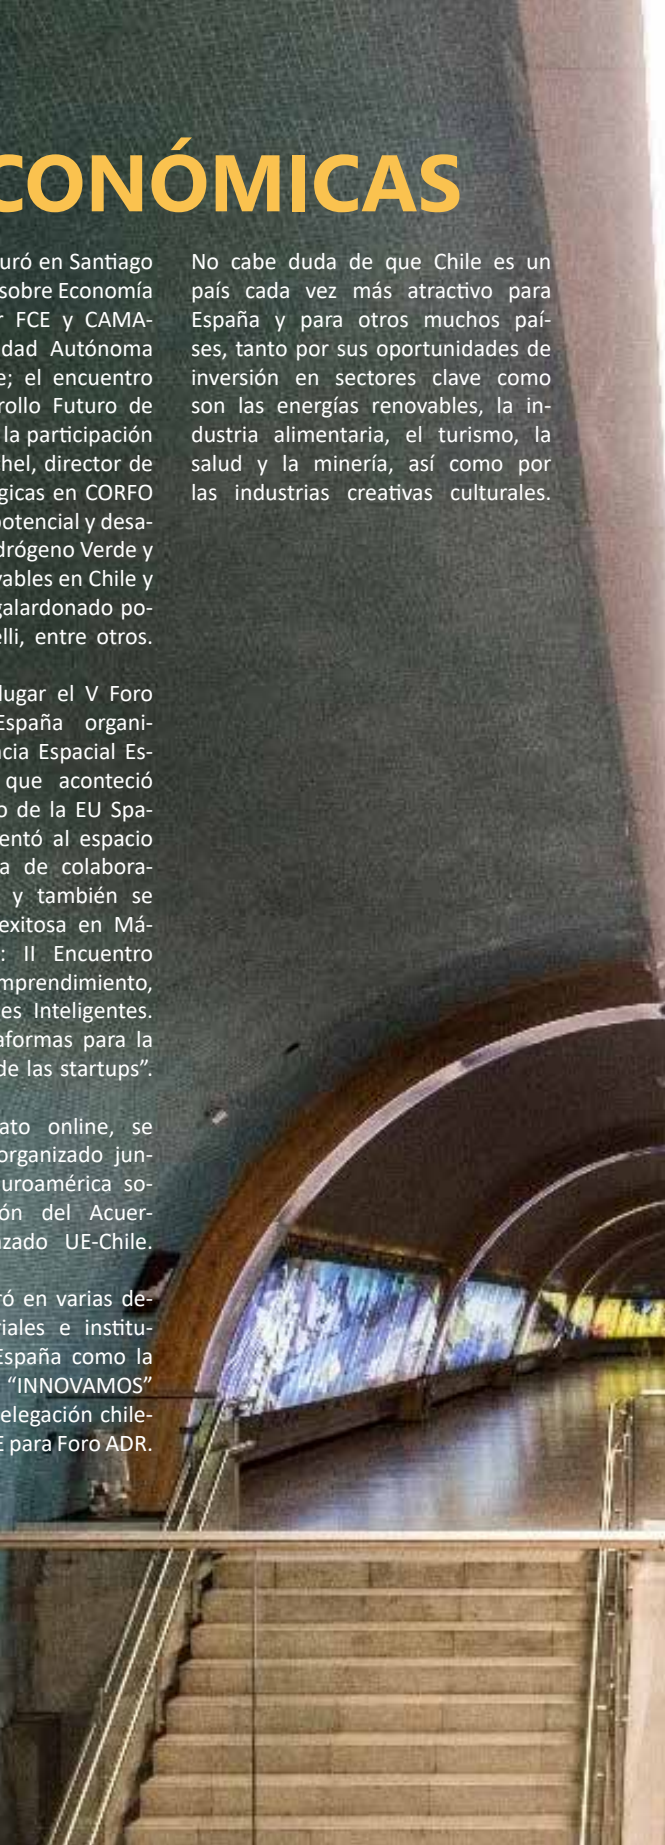 CONÓMICAS
uró en Santiago
sobre Economía
r FCE y CAMA-
dad Autónoma
e; el encuentro
rollo Futuro de
la participación
hel, director de
gicas en CORFO
potencial y desa-
drógeno Verde y
vables en Chile y
galardonado po-
elli, entre otros.
lugar el V Foro
España organi-
ncia Espacial Es-
que aconteció
o de la EU Spa-
entó al espacio
a de colabora-
y también se
exitosa en Má-
: II Encuentro
mprendimiento,
es Inteligentes.
aformas para la
de las startups”.
ato online, se
organizado jun-
uroamérica so-
ón del Acuer-
nzado UE-Chile.
ró en varias de-
riales e institu-
España como la
“INNOVAMOS”
elegación chile-
E para Foro ADR.
No cabe duda de que Chile es un
país cada vez más atractivo para
España y para otros muchos paí-
ses, tanto por sus oportunidades de
inversión en sectores clave como
son las energías renovables, la in-
dustria alimentaria, el turismo, la
salud y la minería, así como por
las industrias creativas culturales.